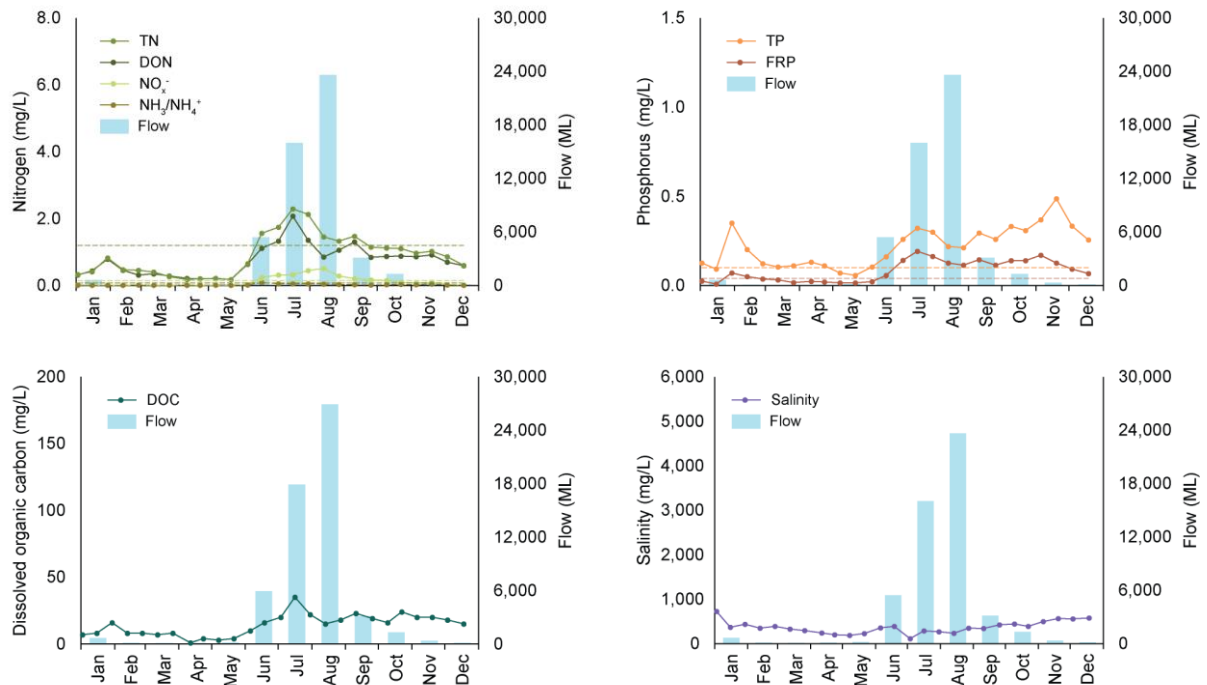 8.0
6.0
4.0
2.0
0.0
Nitrogen (mg/L)
TN
DON
NOₓ⁻
NH₃/NH₄⁺
Flow
30,000
24,000
18,000
12,000
6,000
0
Flow (ML)
Jan Feb Mar Apr May Jun Jul Aug Sep Oct Nov Dec
1.5
1.0
0.5
0.0
Phosphorus (mg/L)
TP
FRP
Flow
30,000
24,000
18,000
12,000
6,000
0
Flow (ML)
Jan Feb Mar Apr May Jun Jul Aug Sep Oct Nov Dec
200
150
100
50
0
Dissolved organic carbon (mg/L)
DOC
Flow
30,000
24,000
18,000
12,000
6,000
0
Flow (ML)
Jan Feb Mar Apr May Jun Jul Aug Sep Oct Nov Dec
6,000
5,000
4,000
3,000
2,000
1,000
0
Salinity (mg/L)
Salinity
Flow
30,000
24,000
18,000
12,000
6,000
0
Flow (ML)
Jan Feb Mar Apr May Jun Jul Aug Sep Oct Nov Dec